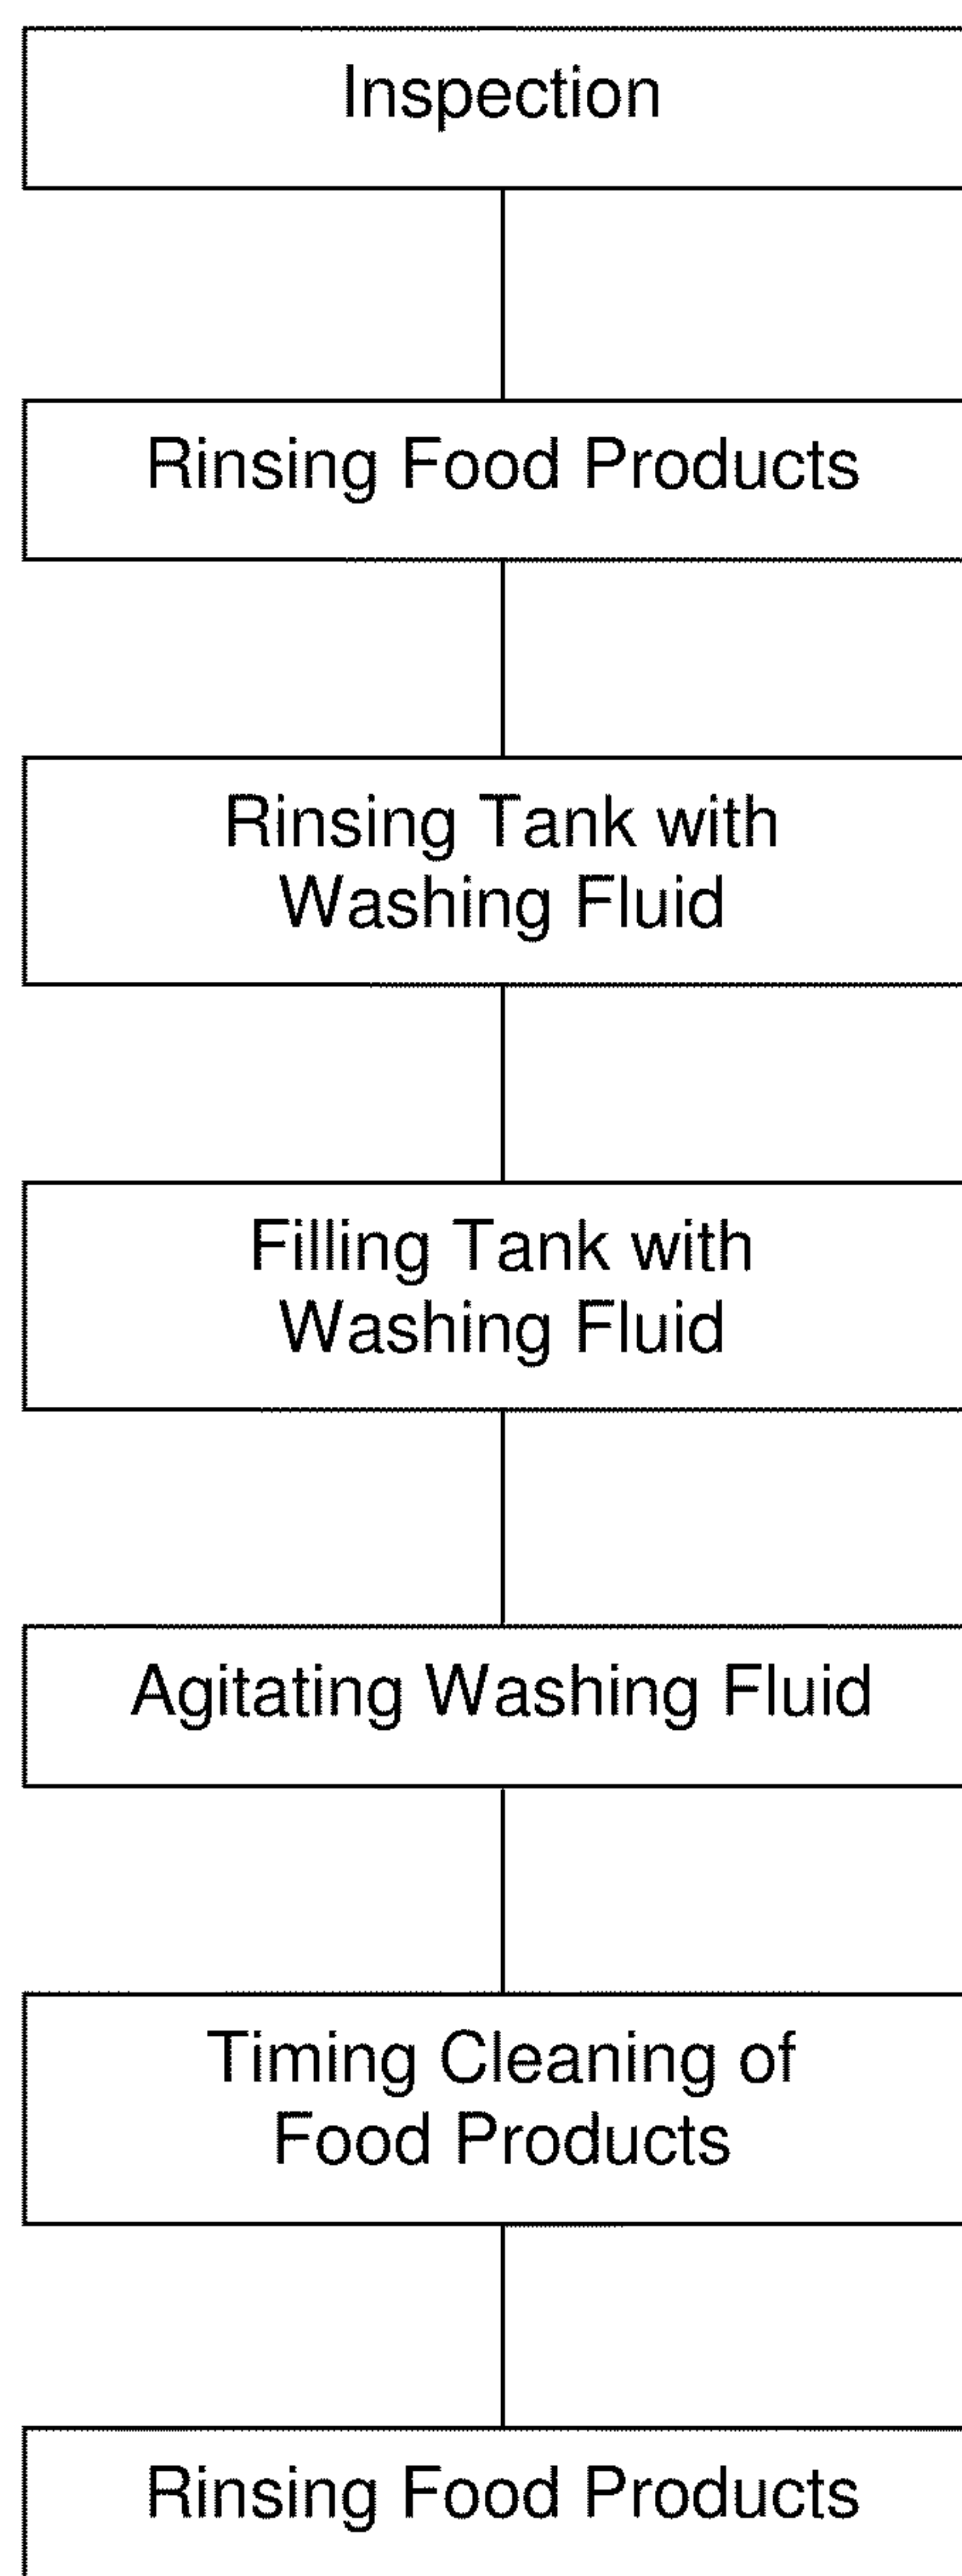 Inspection
Rinsing Food Products
Rinsing Tank with
Washing Fluid
Filling Tank with
Washing Fluid
Agitating Washing Fluid
Timing Cleaning of
Food Products
Rinsing Food Products